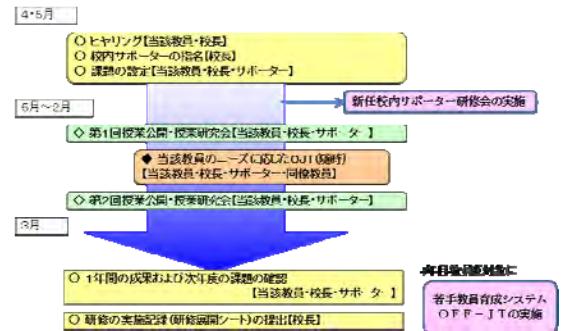 4・5月
○ ヒヤリング【当該教員・校長】
○ 校内サポーターの指名【校長】
○ 課題の設定【当該教員・校長・サポーター】
6月～2月
新任校内サポーター研修会の実施
◇ 第1回授業公開・授業研究会【当該教員・校長・サポーター】
◆ 当該教員のニーズに応じたOJT(随時)
【当該教員・校長・サポーター・同僚教員】
◇ 第2回授業公開・授業研究会【当該教員・校長・サポーター】
3月
○ 1年間の成果および次年度の課題の確認
【当該教員・校長・サポーター】
○ 研修の実施記録(研修展開シート)の提出【校長】
若手教員育成システム
OFF-JTの実施